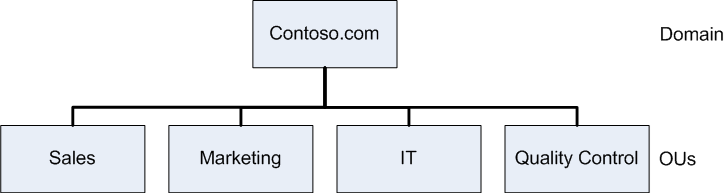 Contoso.com
Domain
Sales
Marketing
IT
Quality Control
OUs